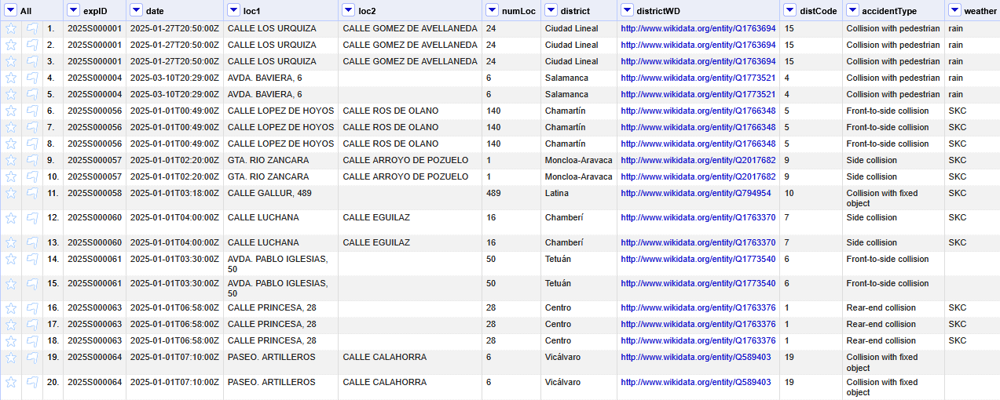 All expID date loc1 loc2 numLoc district districtWD distCode accidentType weather
1. 2025S000001 2025-01-27T20:50:00Z CALLE LOS URQUIZA CALLE GOMEZ DE AVELLANEDA 24 Ciudad Lineal http://www.wikidata.org/entity/Q1763694 15 Collision with pedestrian rain
2. 2025S000001 2025-01-27T20:50:00Z CALLE LOS URQUIZA CALLE GOMEZ DE AVELLANEDA 24 Ciudad Lineal http://www.wikidata.org/entity/Q1763694 15 Collision with pedestrian rain
3. 2025S000001 2025-01-27T20:50:00Z CALLE LOS URQUIZA CALLE GOMEZ DE AVELLANEDA 24 Ciudad Lineal http://www.wikidata.org/entity/Q1763694 15 Collision with pedestrian rain
4. 2025S000004 2025-03-10T20:29:00Z AVDA. BAVIERA, 6 6 Salamanca http://www.wikidata.org/entity/Q1773521 4 Collision with pedestrian rain
5. 2025S000004 2025-03-10T20:29:00Z AVDA. BAVIERA, 6 6 Salamanca http://www.wikidata.org/entity/Q1773521 4 Collision with pedestrian rain
6. 2025S000056 2025-01-01T00:49:00Z CALLE LOPEZ DE HOYOS CALLE ROS DE OLANO 140 Chamartín http://www.wikidata.org/entity/Q1766348 5 Front-to-side collision SKC
7. 2025S000056 2025-01-01T00:49:00Z CALLE LOPEZ DE HOYOS CALLE ROS DE OLANO 140 Chamartín http://www.wikidata.org/entity/Q1766348 5 Front-to-side collision SKC
8. 2025S000056 2025-01-01T00:49:00Z CALLE LOPEZ DE HOYOS CALLE ROS DE OLANO 140 Chamartín http://www.wikidata.org/entity/Q1766348 5 Front-to-side collision SKC
9. 2025S000057 2025-01-01T02:20:00Z GTA. RIO ZANCARA CALLE ARROYO DE POZUELO 1 Moncloa-Aravaca http://www.wikidata.org/entity/Q2017682 9 Side collision SKC
10. 2025S000057 2025-01-01T02:20:00Z GTA. RIO ZANCARA CALLE ARROYO DE POZUELO 1 Moncloa-Aravaca http://www.wikidata.org/entity/Q2017682 9 Side collision SKC
11. 2025S000058 2025-01-01T03:18:00Z CALLE GALLUR, 489 489 Latina http://www.wikidata.org/entity/Q794954 10 Collision with fixed SKC
object
12. 2025S000060 2025-01-01T04:00:00Z CALLE LUCHANA CALLE EGUILAZ 16 Chamberí http://www.wikidata.org/entity/Q1763370 7 Side collision SKC
13. 2025S000060 2025-01-01T04:00:00Z CALLE LUCHANA CALLE EGUILAZ 16 Chamberí http://www.wikidata.org/entity/Q1763370 7 Side collision SKC
14. 2025S000061 2025-01-01T03:30:00Z AVDA. PABLO IGLESIAS, 50 Tetuán http://www.wikidata.org/entity/Q1773540 6 Front-to-side collision
50
15. 2025S000061 2025-01-01T03:30:00Z AVDA. PABLO IGLESIAS, 50 Tetuán http://www.wikidata.org/entity/Q1773540 6 Front-to-side collision
50
16. 2025S000063 2025-01-01T06:58:00Z CALLE PRINCESA, 28 28 Centro http://www.wikidata.org/entity/Q1763376 1 Rear-end collision SKC
17. 2025S000063 2025-01-01T06:58:00Z CALLE PRINCESA, 28 28 Centro http://www.wikidata.org/entity/Q1763376 1 Rear-end collision SKC
18. 2025S000063 2025-01-01T06:58:00Z CALLE PRINCESA, 28 28 Centro http://www.wikidata.org/entity/Q1763376 1 Rear-end collision SKC
19. 2025S000064 2025-01-01T07:10:00Z PASEO. ARTILLEROS CALLE CALAHORRA 6 Vicálvaro http://www.wikidata.org/entity/Q589403 19 Collision with fixed
object
20. 2025S000064 2025-01-01T07:10:00Z PASEO. ARTILLEROS CALLE CALAHORRA 6 Vicálvaro http://www.wikidata.org/entity/Q589403 19 Collision with fixed
object